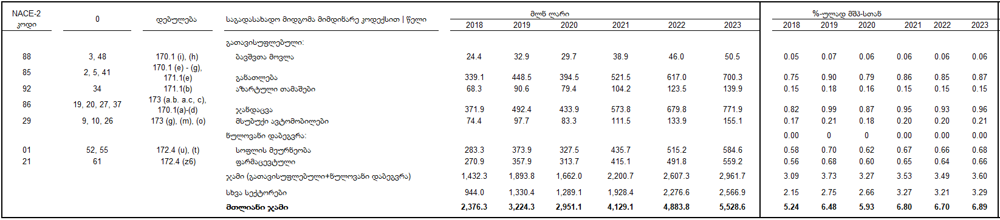 NACE-2 კოდი 0 დებულება საგადასახადო მიდგომა მიმდინარე კოდექსით | წელი მლნ ლარი %-ულად მშპ-სთან
2018 2019 2020 2021 2022 2023 2018 2019 2020 2021 2022 2023
გათავისუფლებული:
88 3, 48 170.1 (i), (h) ბავშვთა მოვლა 24.4 32.9 29.7 38.9 46.0 50.5 0.05 0.07 0.06 0.06 0.06 0.06
85 2, 5, 41 170.1 (e) - (g), 171.1(e) განათლება 339.1 448.5 394.5 521.5 617.0 700.3 0.75 0.90 0.79 0.86 0.85 0.87
92 34 171.1(b) აზარტული თამაშები 68.3 90.6 79.4 104.2 123.5 139.9 0.15 0.18 0.16 0.15 0.15 0.15
86 19, 20, 27, 37 173 (a.b. a.c, c), 170.1(a)-(d) ჯანდაცვა 371.9 492.4 433.9 573.8 679.8 771.9 0.82 0.99 0.87 0.95 0.93 0.96
29 9, 10, 26 173 (g), (m), (o) მსუბუქი ავტომობილები 74.4 97.7 83.3 111.5 133.9 155.1 0.17 0.21 0.18 0.20 0.20 0.21
ნულოვანი დაბეგვრა: 0.00 0 0 0.00 0.00 0.00
01 52, 55 172.4 (u), (t) სოფლის მეურნეობა 283.3 373.9 327.5 435.7 515.2 584.6 0.58 0.70 0.62 0.67 0.66 0.68
21 61 172.4 (z6) ფარმაცევტული 270.9 357.9 313.7 415.1 491.8 559.2 0.56 0.68 0.60 0.65 0.64 0.66
ჯამი (გათავისუფლებული+ნულოვანი დაბეგვრა) 1,432.3 1,893.8 1,662.0 2,200.7 2,607.3 2,961.7 3.09 3.73 3.27 3.53 3.49 3.60
სხვა სექტორები 944.0 1,330.4 1,289.1 1,928.4 2,276.6 2,566.9 2.15 2.75 2.66 3.27 3.21 3.29
მთლიანი ჯამი 2,376.3 3,224.3 2,951.1 4,129.1 4,883.8 5,528.6 5.24 6.48 5.93 6.80 6.70 6.89